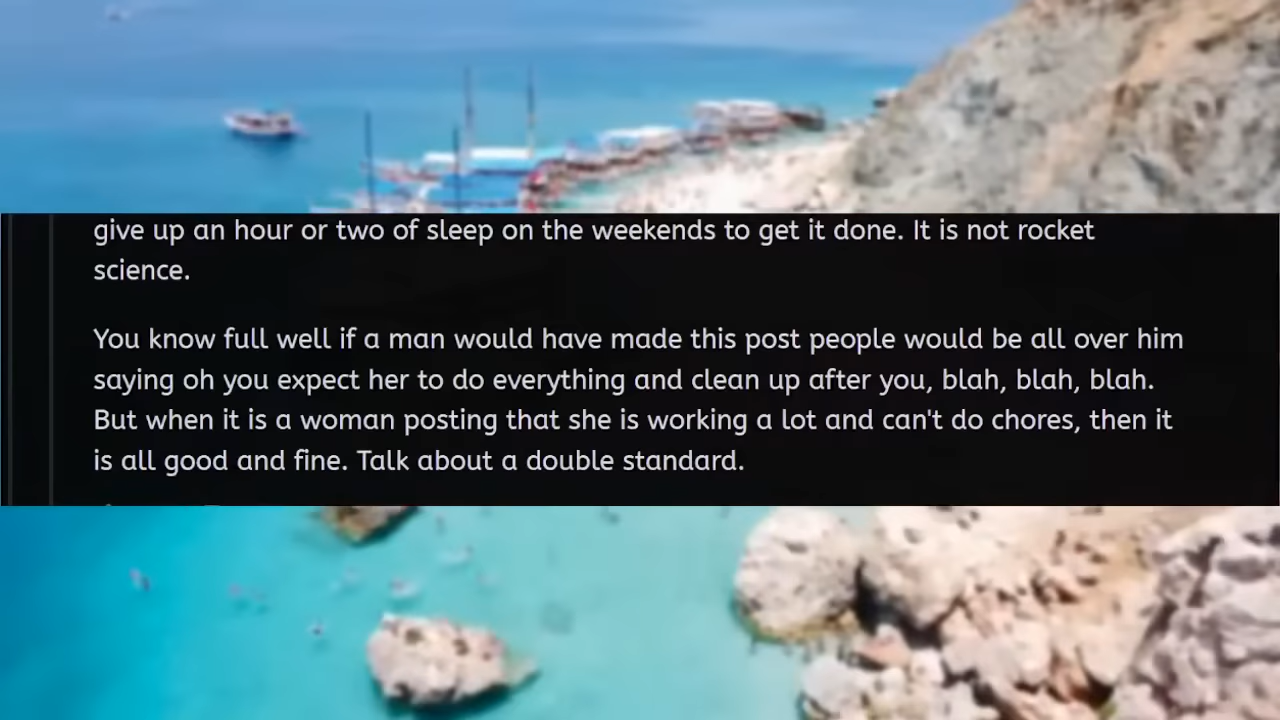 give up an hour or two of sleep on the weekends to get it done. It is not rocket
science.
You know full well if a man would have made this post people would be all over him
saying oh you expect her to do everything and clean up after you, blah, blah, blah.
But when it is a woman posting that she is working a lot and can't do chores, then it
is all good and fine. Talk about a double standard.